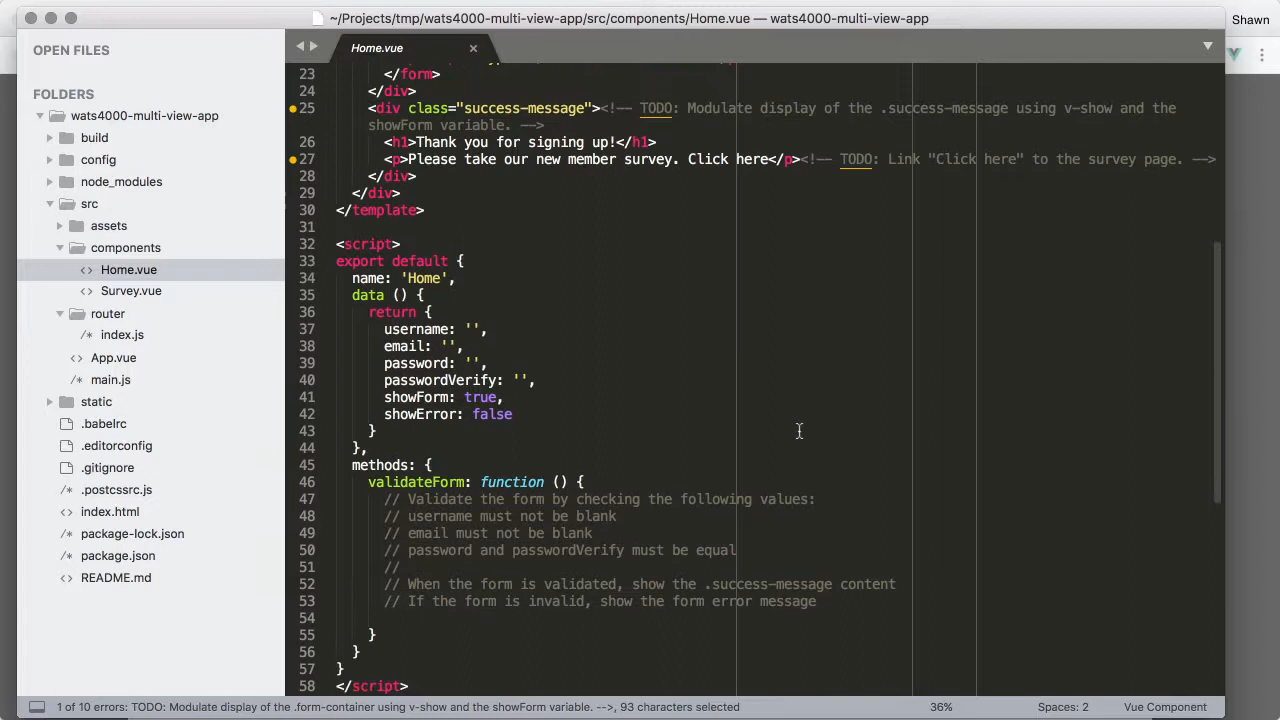 ~/Projects/tmp/wats4000-multi-view-app/src/components/Home.vue — wats4000-multi-view-app
Shawn
OPEN FILES
FOLDERS
wats4000-multi-view-app
build
config
node_modules
src
assets
components
Home.vue
Survey.vue
router
index.js
App.vue
main.js
static
.babelrc
.editorconfig
.gitignore
.postcssrc.js
index.html
package-lock.json
package.json
README.md
Home.vue
23 </form>
24 </div>
25 <div class="success-message"><!-- TODO: Modulate display of the .success-message using v-show and the
showForm variable. -->
26 <h1>Thank you for signing up!</h1>
27 <p>Please take our new member survey. Click here</p><!-- TODO: Link "Click here" to the survey page. -->
28 </div>
29 </div>
30 </template>
31
32 <script>
33 export default {
34 name: 'Home',
35 data () {
36 return {
37 username: '',
38 email: '',
39 password: '',
40 passwordVerify: '',
41 showForm: true,
42 showError: false
43 }
44 },
45 methods: {
46 validateForm: function () {
47 // Validate the form by checking the following values:
48 // username must not be blank
49 // email must not be blank
50 // password and passwordVerify must be equal
51 //
52 // When the form is validated, show the .success-message content
53 // If the form is invalid, show the form error message
54
55 }
56 }
57 }
58 </script>
1 of 10 errors: TODO: Modulate display of the .form-container using v-show and the showForm variable. -->, 93 characters selected
36%
Spaces: 2
Vue Component